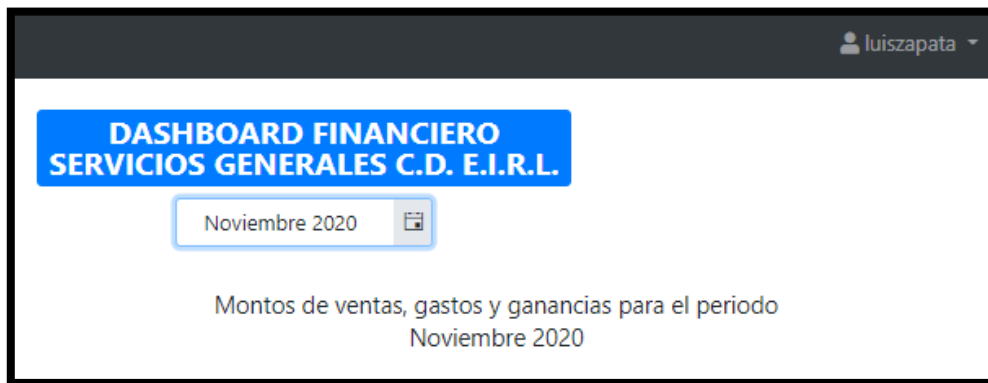 luiszapata
DASHBOARD FINANCIERO
SERVICIOS GENERALES C.D. E.I.R.L.
Noviembre 2020
Montos de ventas, gastos y ganancias para el periodo
Noviembre 2020